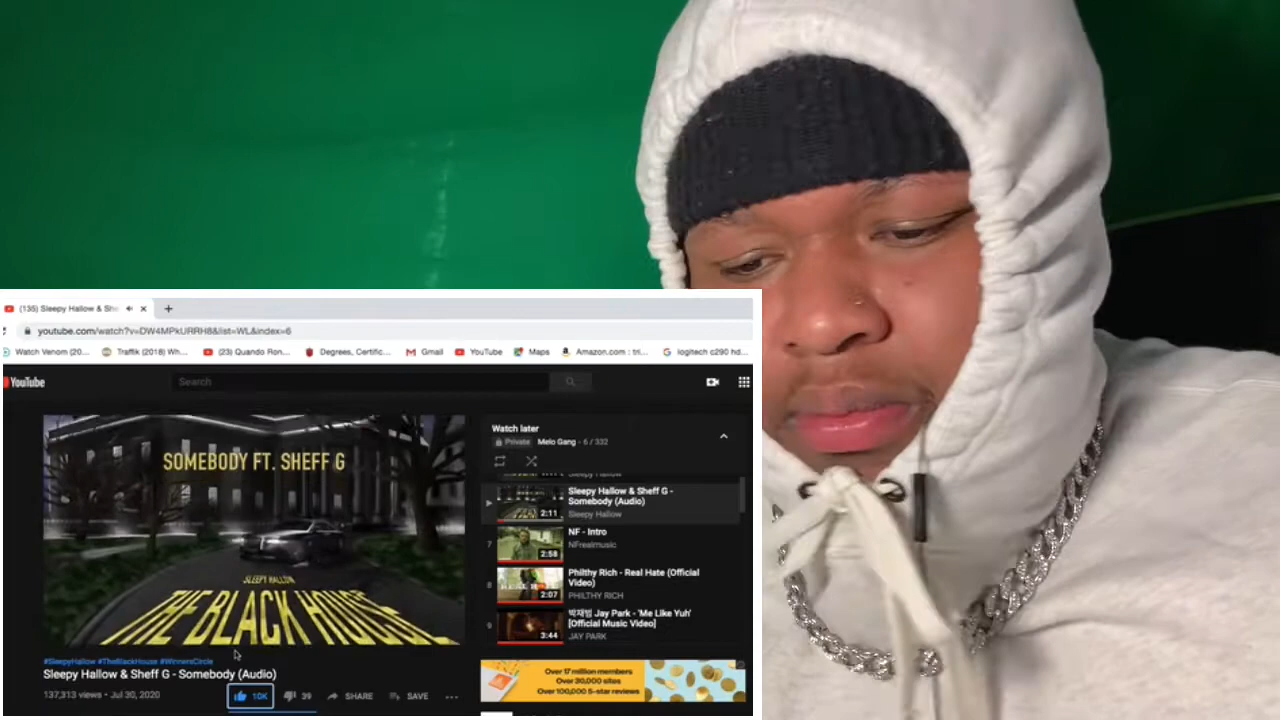 (135) Sleepy Hallow & She
youtube.com/watch?v=DW4MPkURRH8&list=WL&index=6
Watch Venom (20... Traffik (2018) Wh... (23) Quando Ron... Degrees, Certific... Gmail YouTube Maps Amazon.com : tri... logitech c290 hd...
YouTube
Search
SOMEBODY FT. SHEFF G
SLEEPY HALLOW
THE BLACK HOUSE
#SleepyHallow #TheBlackHouse #WinnersCircle
Sleepy Hallow & Sheff G - Somebody (Audio)
137,313 views • Jul 30, 2020
10K 39 SHARE SAVE
Watch later
Private Melo Gang - 6 / 332
Sleepy Hallow
Sleepy Hallow & Sheff G -
Somebody (Audio)
Sleepy Hallow
2:11
7
NF - Intro
NFrealmusic
2:58
8
Philthy Rich - Real Hate (Official
Video)
PHILTHY RICH
2:07
9
박재범 Jay Park - 'Me Like Yuh'
[Official Music Video]
JAY PARK
3:44
Over 17 million members
Over 30,000 sites
Over 100,000 5-star reviews